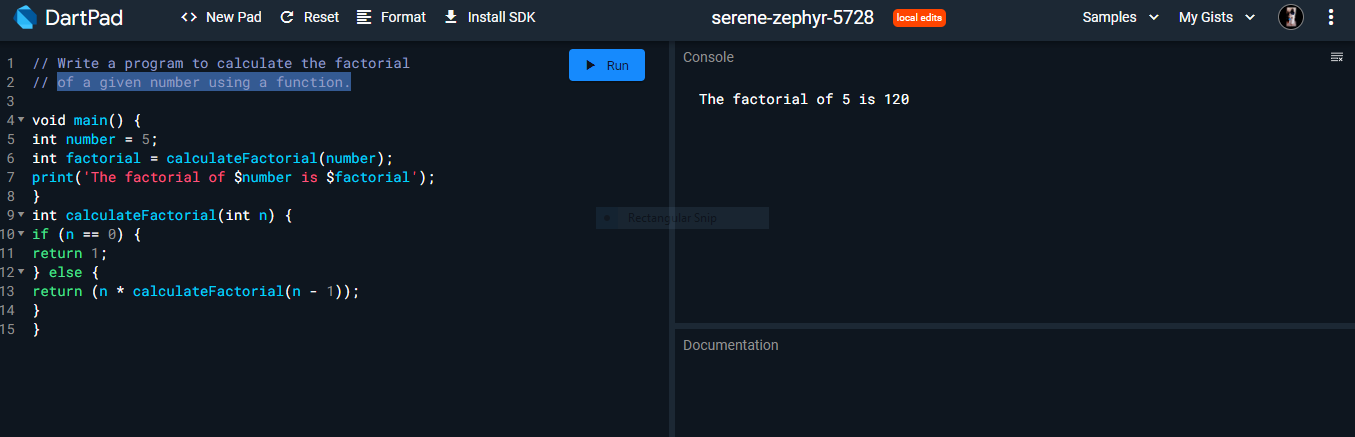 DartPad
New Pad
Reset
Format
Install SDK
serene-zephyr-5728
local edits
Samples
My Gists
Run
1 // Write a program to calculate the factorial
2 // of a given number using a function.
3
4 void main() {
5 int number = 5;
6 int factorial = calculateFactorial(number);
7 print('The factorial of $number is $factorial');
8 }
9 int calculateFactorial(int n) {
10 if (n == 0) {
11 return 1;
12 } else {
13 return (n * calculateFactorial(n - 1));
14 }
15 }
Rectangular Snip
Console
The factorial of 5 is 120
Documentation